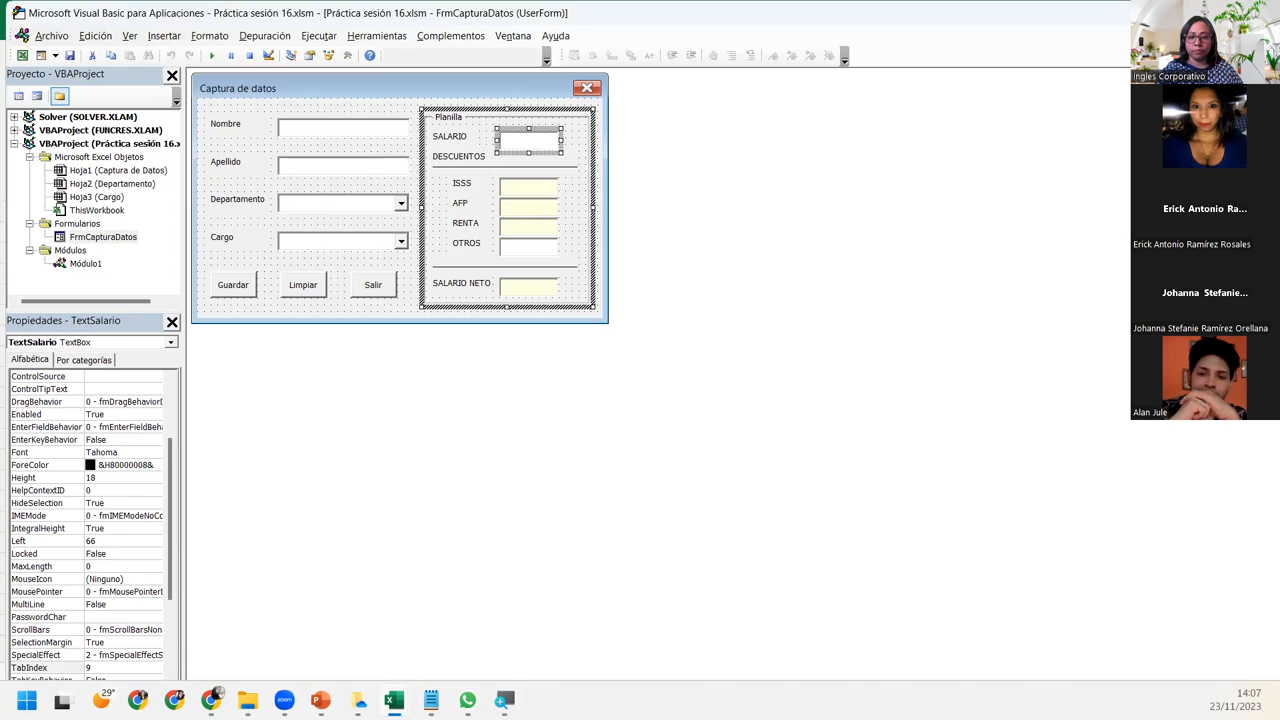 Microsoft Visual Basic para Aplicaciones - Práctica sesión 16.xlsm - [Práctica sesión 16.xlsm - FrmCapturaDatos (UserForm)]
Archivo Edición Ver Insertar Formato Depuración Ejecutar Herramientas Complementos Ventana Ayuda
Proyecto - VBAProject
Solver (SOLVER.XLAM)
VBAProject (FUNCRES.XLAM)
VBAProject (Práctica sesión 16.x
Microsoft Excel Objetos
Hoja1 (Captura de Datos)
Hoja2 (Departamento)
Hoja3 (Cargo)
ThisWorkbook
Formularios
FrmCapturaDatos
Módulos
Módulo1
Propiedades - TextSalario
TextSalario TextBox
Alfabética Por categorías
ControlSource
ControlTipText
DragBehavior 0 - fmDragBehaviorD
Enabled True
EnterFieldBehavior 0 - fmEnterFieldBeha
EnterKeyBehavior False
Font Tahoma
ForeColor &H80000008&
Height 18
HelpContextID 0
HideSelection True
IMEMode 0 - fmIMEModeNoCo
IntegralHeight True
Left 66
Locked False
MaxLength 0
MouseIcon (Ninguno)
MousePointer 0 - fmMousePointerD
MultiLine False
PasswordChar
ScrollBars 0 - fmScrollBarsNon
SelectionMargin True
SpecialEffect 2 - fmSpecialEffectS
TabIndex 9
TabKeyBehavior False
Captura de datos
Nombre
Apellido
Departamento
Cargo
Guardar Limpiar Salir
Planilla
SALARIO
DESCUENTOS
ISSS
AFP
RENTA
OTROS
SALARIO NETO
Ingles Corporativo
Erick Antonio Ra...
Erick Antonio Ramírez Rosales
Johanna Stefanie...
Johanna Stefanie Ramírez Orellana
Alan Jule
29°
zoom
14:07
23/11/2023